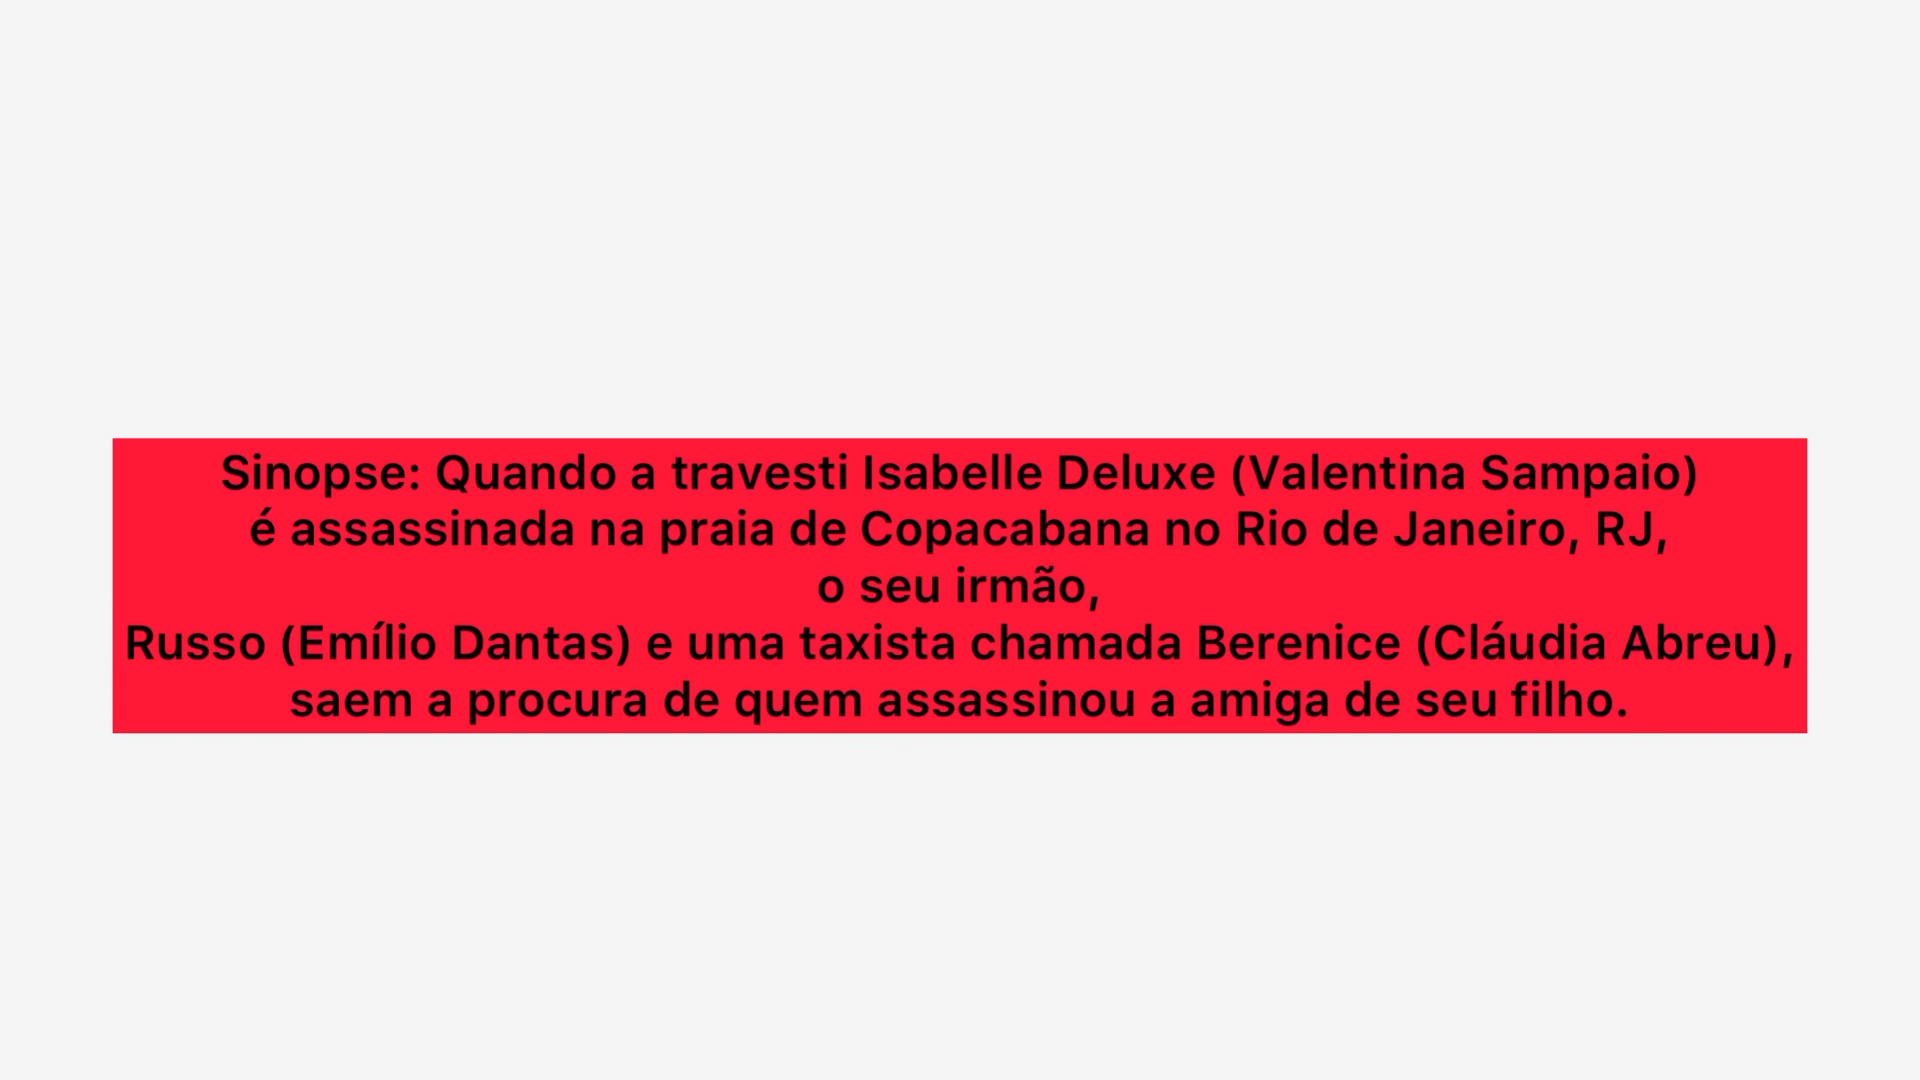 Sinopse: Quando a travesti Isabelle Deluxe (Valentina Sampaio)
é assassinada na praia de Copacabana no Rio de Janeiro, RJ,
o seu irmão,
Russo (Emílio Dantas) e uma taxista chamada Berenice (Cláudia Abreu),
saem a procura de quem assassinou a amiga de seu filho.